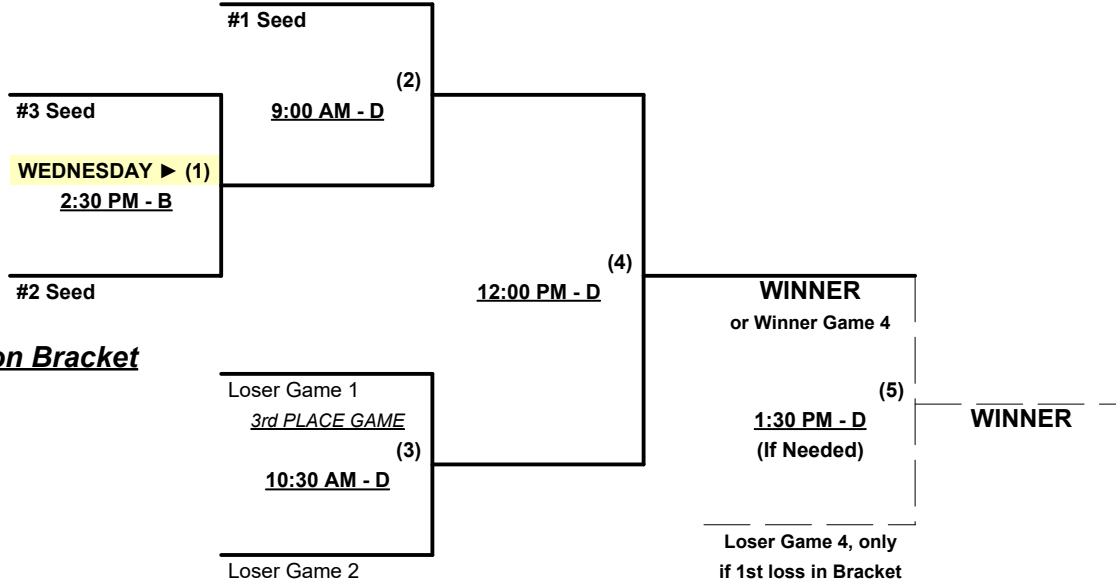 #1 Seed
(2)
9:00 AM - D
#3 Seed
WEDNESDAY ► (1)
2:30 PM - B
#2 Seed
(4)
12:00 PM - D
WINNER
or Winner Game 4
on Bracket
Loser Game 1
3rd PLACE GAME
(3)
10:30 AM - D
Loser Game 2
(5)
1:30 PM - D
(If Needed)
WINNER
Loser Game 4, only
if 1st loss in Bracket